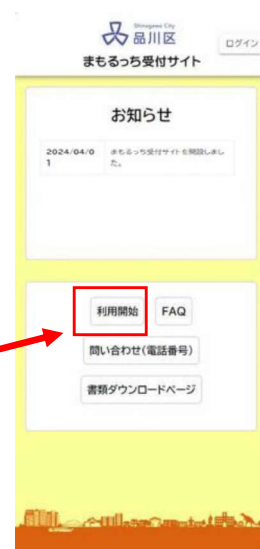 Shinagawa City
品川区
ログイン
まもるっち受付サイト
お知らせ
2024/04/0
1
まもるっち受付サイトを開設しまし
た。
利用開始
FAQ
問い合わせ(電話番号)
書類ダウンロードページ